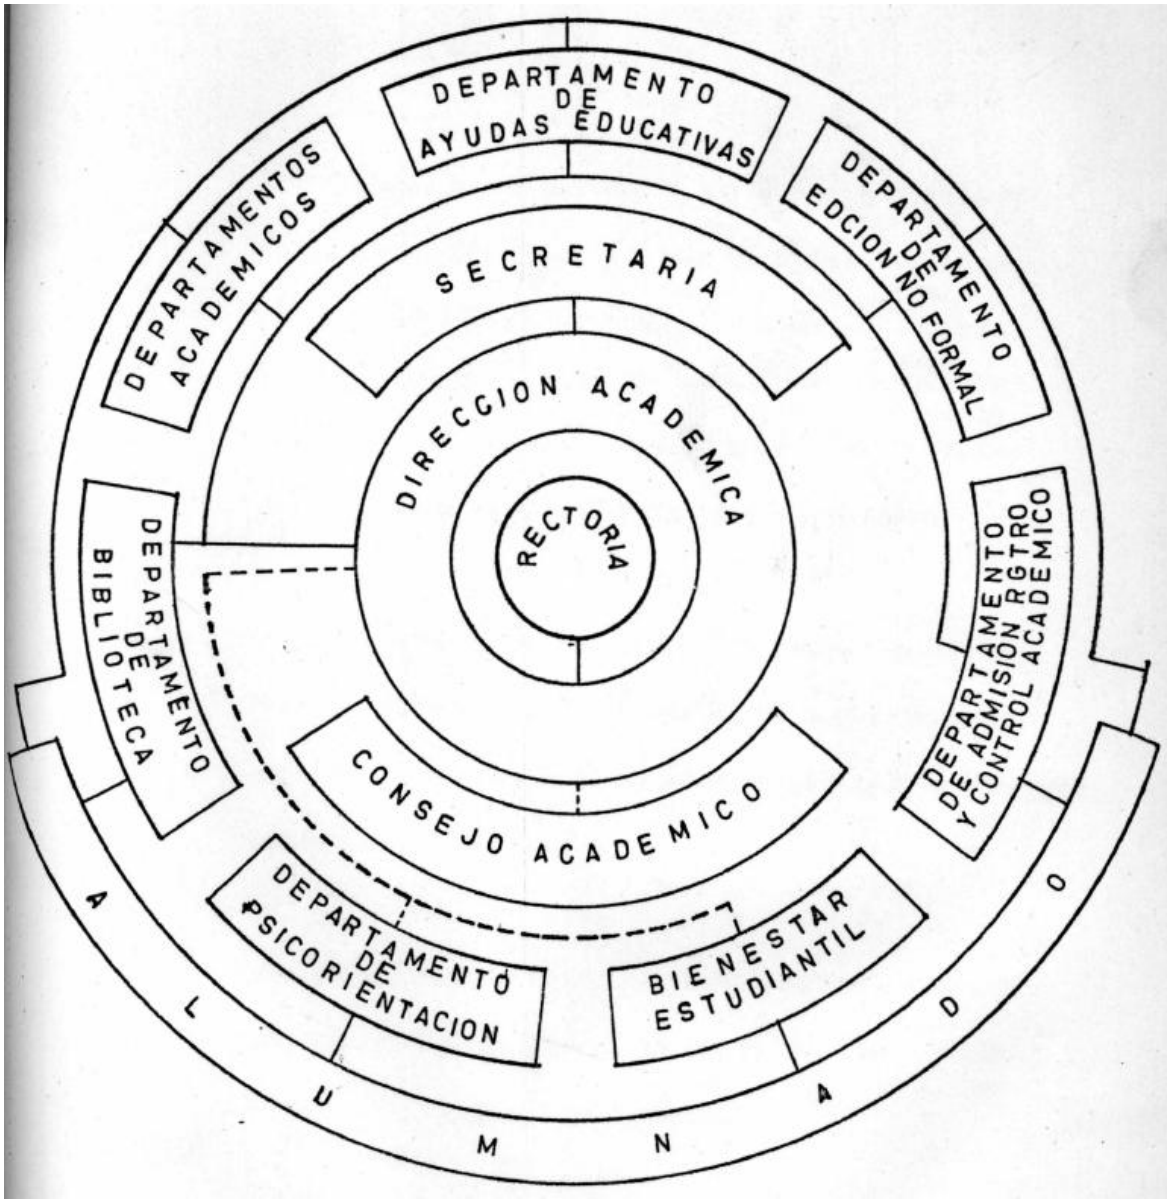 DEPARTAMENTO
DE
AYUDAS EDUCATIVAS
DEPARTAMENTOS
ACADEMICOS
DEPARTAMENTO
DE
EDCION NO FORMAL
SECRETARIA
DIRECCION ACADEMICA
RECTORIA
DEPARTAMENTO
DE
BIBLIOTECA
DEPARTAMENTO
DE ADMISION RGTRO
Y CONTROL ACADEMICO
CONSEJO ACADEMICO
DEPARTAMENTO
DE
PSICORIENTACION
BIENESTAR
ESTUDIANTIL
ALUMNADO